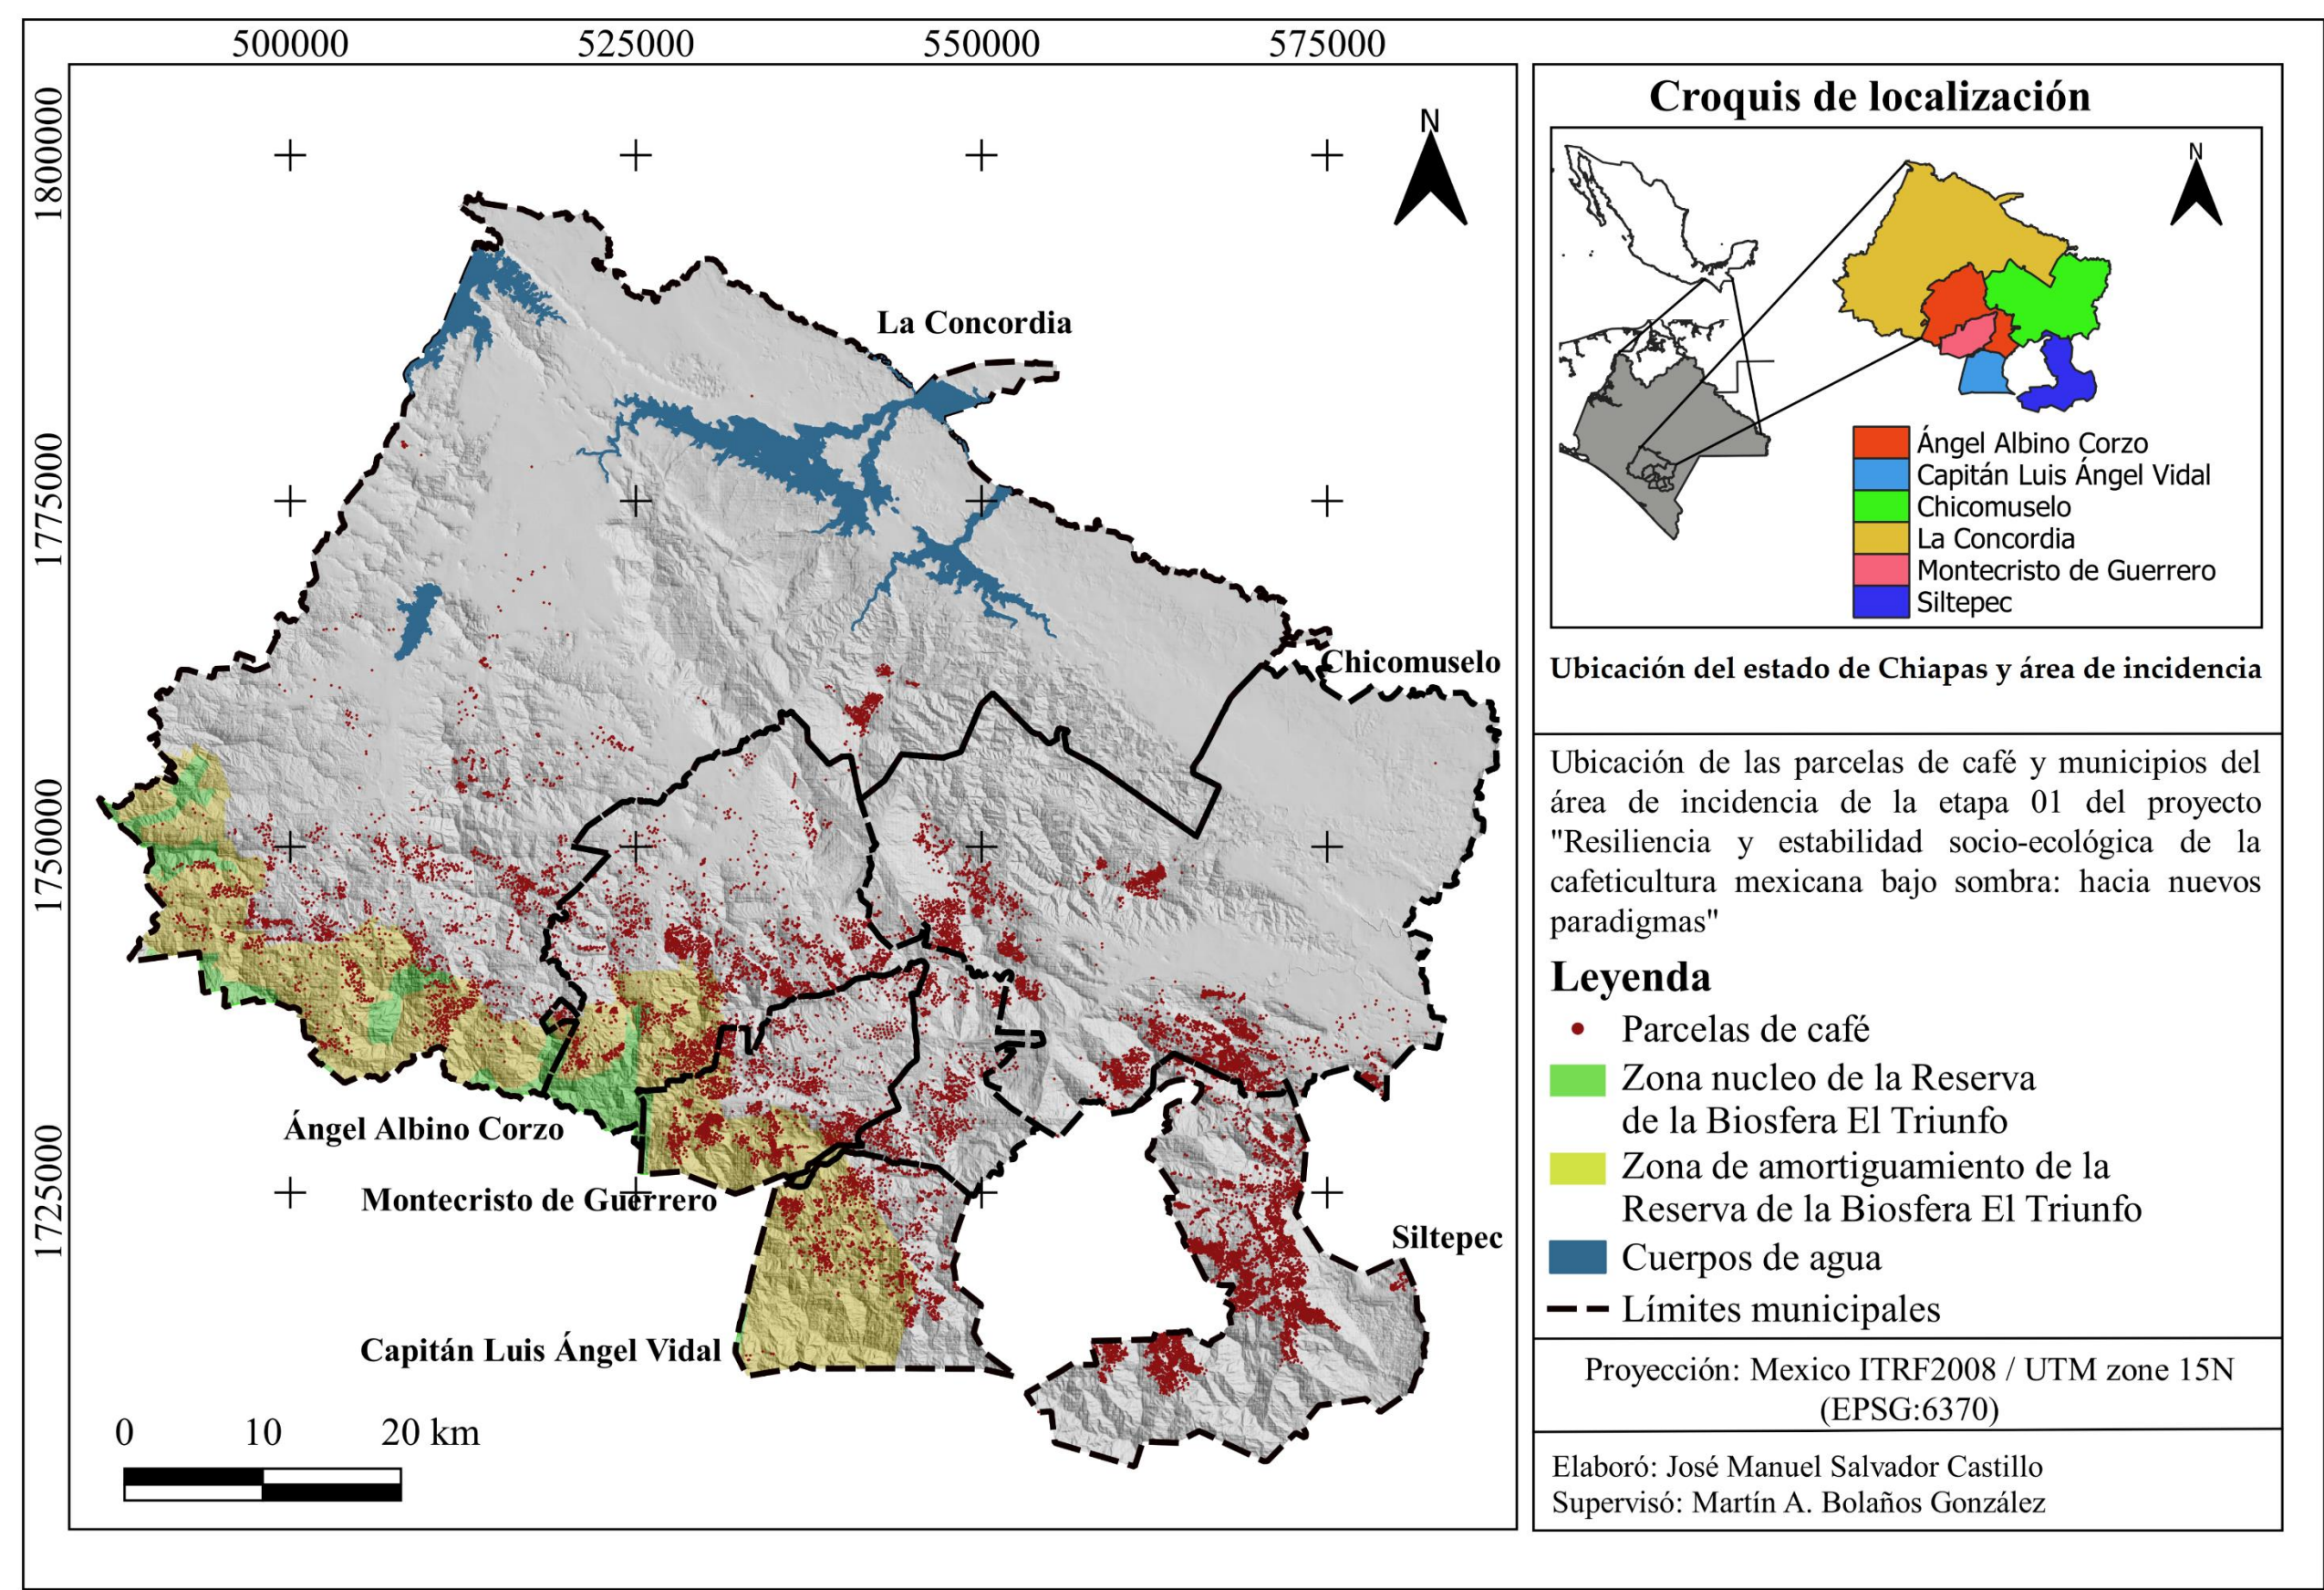 500000 525000 550000 575000
1800000
1775000
1750000
1725000
N
La Concordia
Chicomuselo
Ángel Albino Corzo
Montecristo de Guerrero
Siltepec
Capitán Luis Ángel Vidal
0 10 20 km
Croquis de localización
N
Ángel Albino Corzo
Capitán Luis Ángel Vidal
Chicomuselo
La Concordia
Montecristo de Guerrero
Siltepec
Ubicación del estado de Chiapas y área de incidencia
Ubicación de las parcelas de café y municipios del
área de incidencia de la etapa 01 del proyecto
"Resiliencia y estabilidad socio-ecológica de la
cafeticultura mexicana bajo sombra: hacia nuevos
paradigmas"
Leyenda
Parcelas de café
Zona nucleo de la Reserva
de la Biosfera El Triunfo
Zona de amortiguamiento de la
Reserva de la Biosfera El Triunfo
Cuerpos de agua
Límites municipales
Proyección: Mexico ITRF2008 / UTM zone 15N
(EPSG:6370)
Elaboró: José Manuel Salvador Castillo
Supervisó: Martín A. Bolaños González